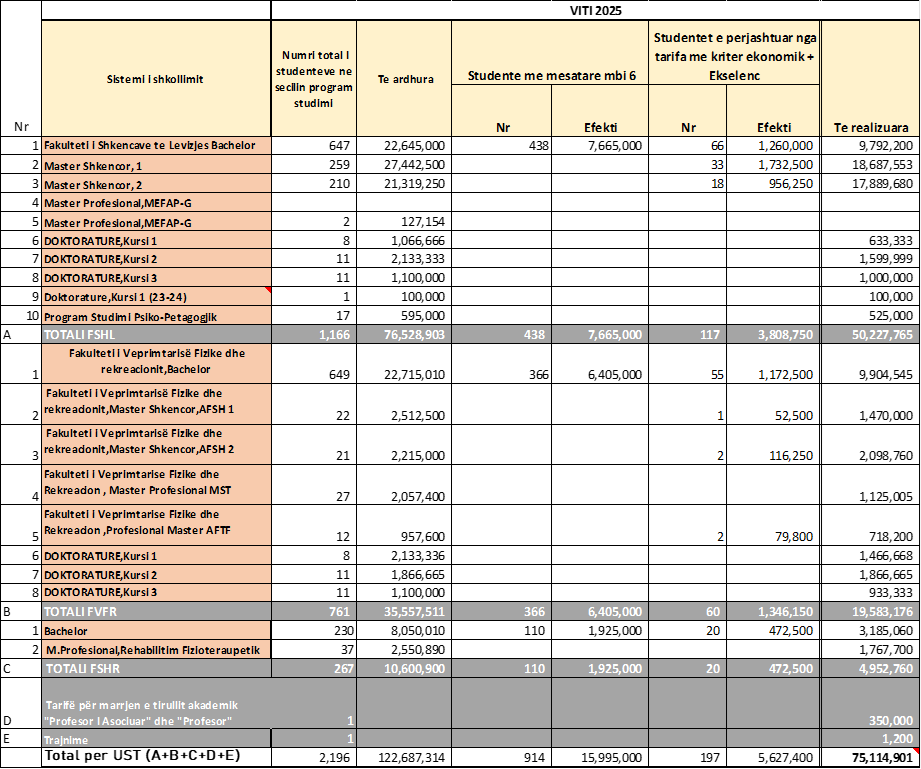 VITI 2025
Nr Sistemi i shkollimit Numri total i studenteve ne secilin program studimi Te ardhura Studente me mesatare mbi 6 Studentet e perjashtuar nga tarifa me kriter ekonomik + Ekselenc Te realizuara
Nr Efekti Nr Efekti
1 Fakulteti i Shkencave te Levizjes Bachelor 647 22,645,000 438 7,665,000 66 1,260,000 9,792,200
2 Master Shkencor, 1 259 27,442,500 33 1,732,500 18,687,553
3 Master Shkencor, 2 210 21,319,250 18 956,250 17,889,680
4 Master Profesional,MEFAP-G
5 Master Profesional,MEFAP-G 2 127,154
6 DOKTORATURE,Kursi 1 8 1,066,666 633,333
7 DOKTORATURE,Kursi 2 11 2,133,333 1,599,999
8 DOKTORATURE,Kursi 3 11 1,100,000 1,000,000
9 Doktorature,Kursi 1 (23-24) 1 100,000 100,000
10 Program Studimi Psiko-Petagogjik 17 595,000 525,000
A TOTALI FSHL 1,166 76,528,903 438 7,665,000 117 3,808,750 50,227,765
1 Fakulteti i Veprimtarisë Fizike dhe rekreacionit,Bachelor 649 22,715,010 366 6,405,000 55 1,172,500 9,904,545
2 Fakulteti i Veprimtarisë Fizike dhe rekreadonit,Master Shkencor,AFSH 1 22 2,512,500 1 52,500 1,470,000
3 Fakulteti i Veprimtarisë Fizike dhe rekreadonit,Master Shkencor,AFSH 2 21 2,215,000 2 116,250 2,098,760
4 Fakulteti i Veprimtarise Fizike dhe Rekreadon , Master Profesional MST 27 2,057,400 1,125,005
5 Fakulteti i Veprimtarise Fizike dhe Rekreadon ,Profesional Master AFTF 12 957,600 2 79,800 718,200
6 DOKTORATURE,Kursi 1 8 2,133,336 1,466,668
7 DOKTORATURE,Kursi 2 11 1,866,665 1,866,665
8 DOKTORATURE,Kursi 3 11 1,100,000 933,333
B TOTALI FVFR 761 35,557,511 366 6,405,000 60 1,346,150 19,583,176
1 Bachelor 230 8,050,010 110 1,925,000 20 472,500 3,185,060
2 M.Profesional,Rehabilitim Fizioteraupetik 37 2,550,890 1,767,700
C TOTALI FSHR 267 10,600,900 110 1,925,000 20 472,500 4,952,760
D Tarifë për marrjen e tirullit akademik "Profesor i Asociuar" dhe "Profesor" 1 350,000
E Trajnime 1 1,200
Total per UST (A+B+C+D+E) 2,196 122,687,314 914 15,995,000 197 5,627,400 75,114,901